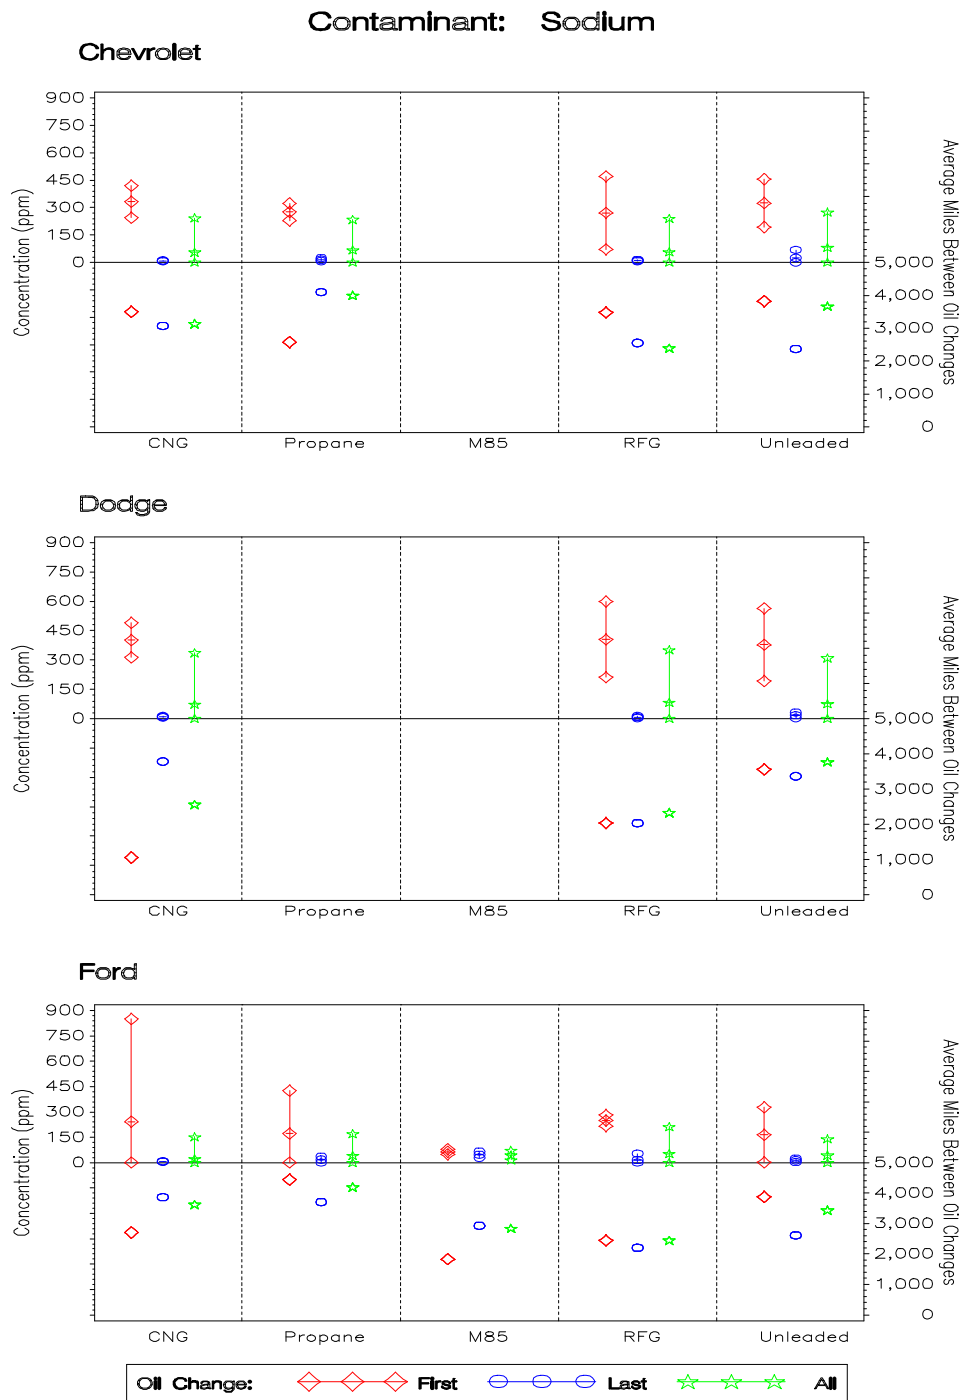 Contaminant: Sodium
Chevrolet
900
750
600
450
300
150
0
5,000
4,000
3,000
2,000
1,000
0
Concentration (ppm)
Average Miles Between Oil Changes
CNG Propane M85 RFG Unleaded
Dodge
900
750
600
450
300
150
0
5,000
4,000
3,000
2,000
1,000
0
Concentration (ppm)
Average Miles Between Oil Changes
CNG Propane M85 RFG Unleaded
Ford
900
750
600
450
300
150
0
5,000
4,000
3,000
2,000
1,000
0
Concentration (ppm)
Average Miles Between Oil Changes
CNG Propane M85 RFG Unleaded
Oil Change: First Last All